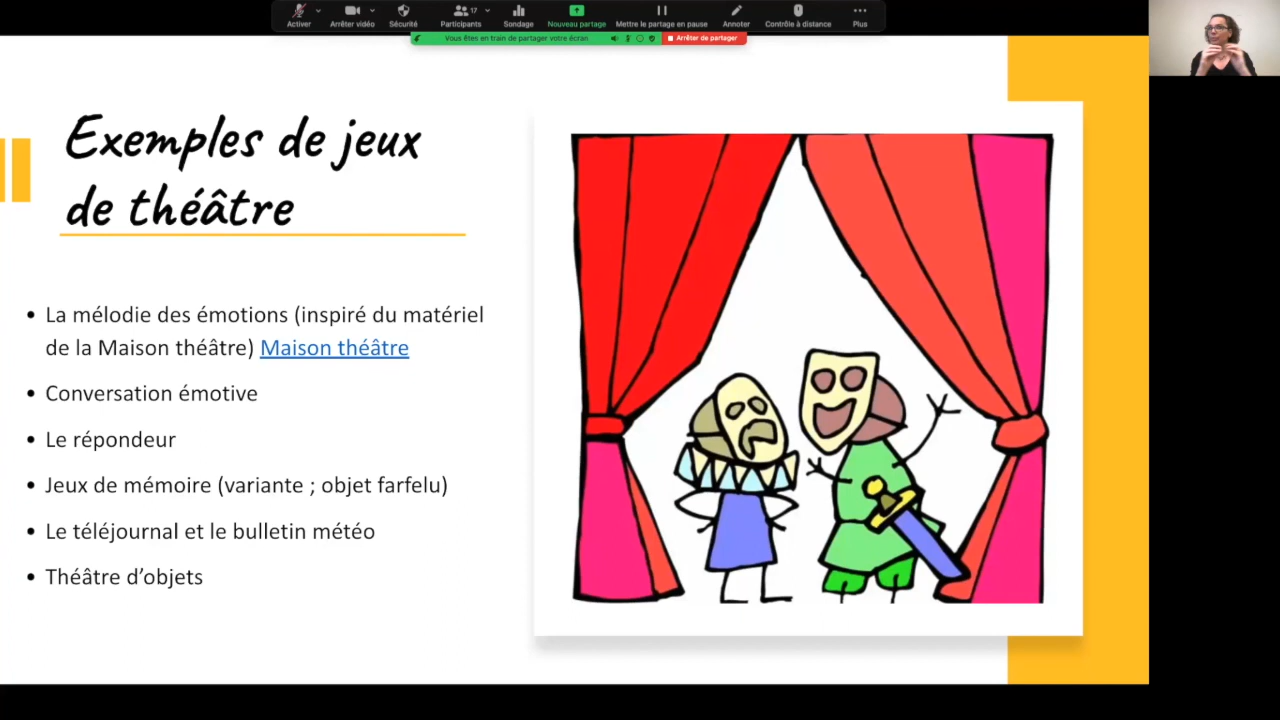 Activer
Arrêter vidéo
Sécurité
Participants
17
Sondage
Nouveau partage
Mettre le partage en pause
Annoter
Contrôle à distance
Plus
Vous êtes en train de partager votre écran
Arrêter de partager
Exemples de jeux
de théâtre
• La mélodie des émotions (inspiré du matériel
de la Maison théâtre) Maison théâtre
• Conversation émotive
• Le répondeur
• Jeux de mémoire (variante ; objet farfelu)
• Le téléjournal et le bulletin météo
• Théâtre d’objets